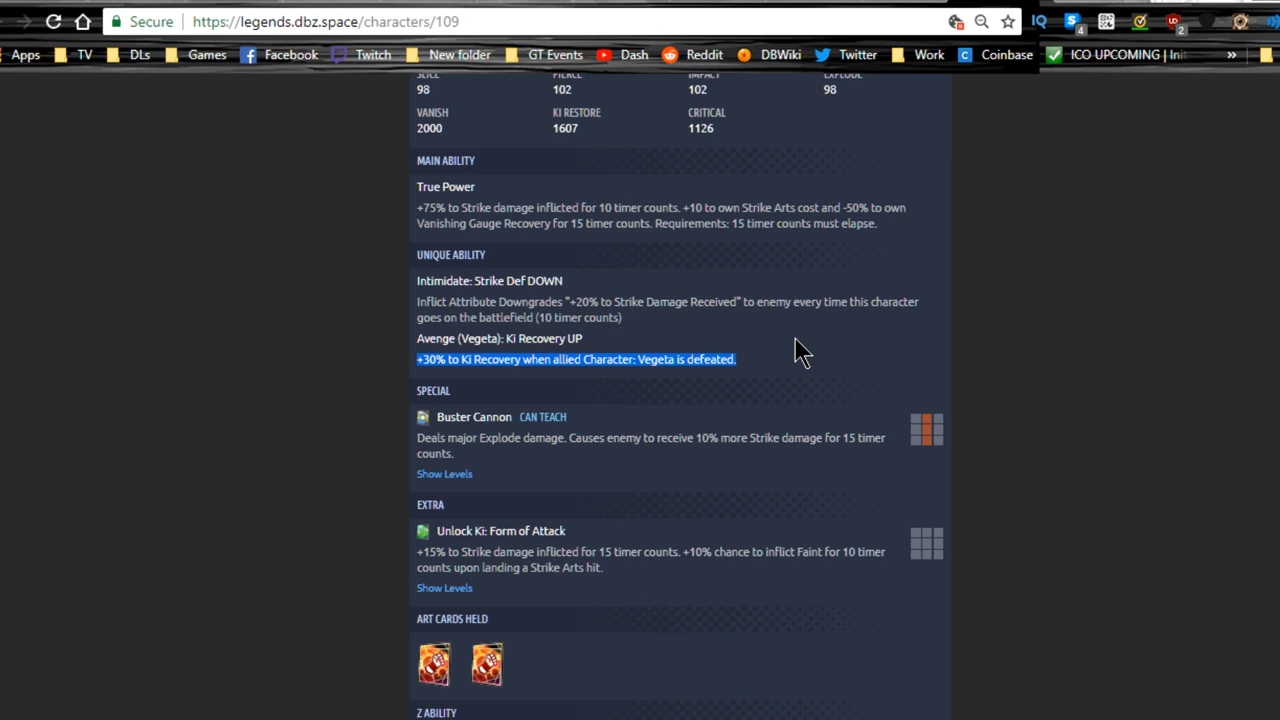 Secure https://legends.dbz.space/characters/109
IQ
4
2
Apps TV DLs Games Facebook Twitch New folder GT Events Dash Reddit DBWiki Twitter Work Coinbase ICO UPCOMING | Init »
SLICE PIERCE IMPACT EXPLODE
98 102 102 98
VANISH KI RESTORE CRITICAL
2000 1607 1126
MAIN ABILITY
True Power
+75% to Strike damage inflicted for 10 timer counts. +10 to own Strike Arts cost and -50% to own
Vanishing Gauge Recovery for 15 timer counts. Requirements: 15 timer counts must elapse.
UNIQUE ABILITY
Intimidate: Strike Def DOWN
Inflict Attribute Downgrades "+20% to Strike Damage Received" to enemy every time this character
goes on the battlefield (10 timer counts)
Avenge (Vegeta): Ki Recovery UP
+30% to Ki Recovery when allied Character: Vegeta is defeated.
SPECIAL
Buster Cannon CAN TEACH
Deals major Explode damage. Causes enemy to receive 10% more Strike damage for 15 timer
counts.
Show Levels
EXTRA
Unlock Ki: Form of Attack
+15% to Strike damage inflicted for 15 timer counts. +10% chance to inflict Faint for 10 timer
counts upon landing a Strike Arts hit.
Show Levels
ART CARDS HELD
Z ABILITY